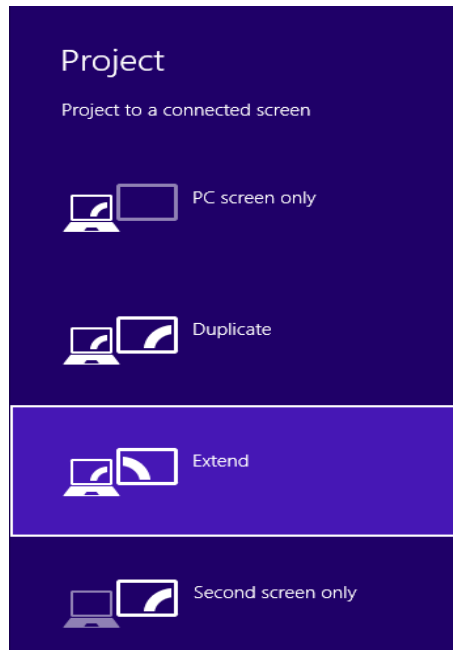 Project
Project to a connected screen
PC screen only
Duplicate
Extend
Second screen only